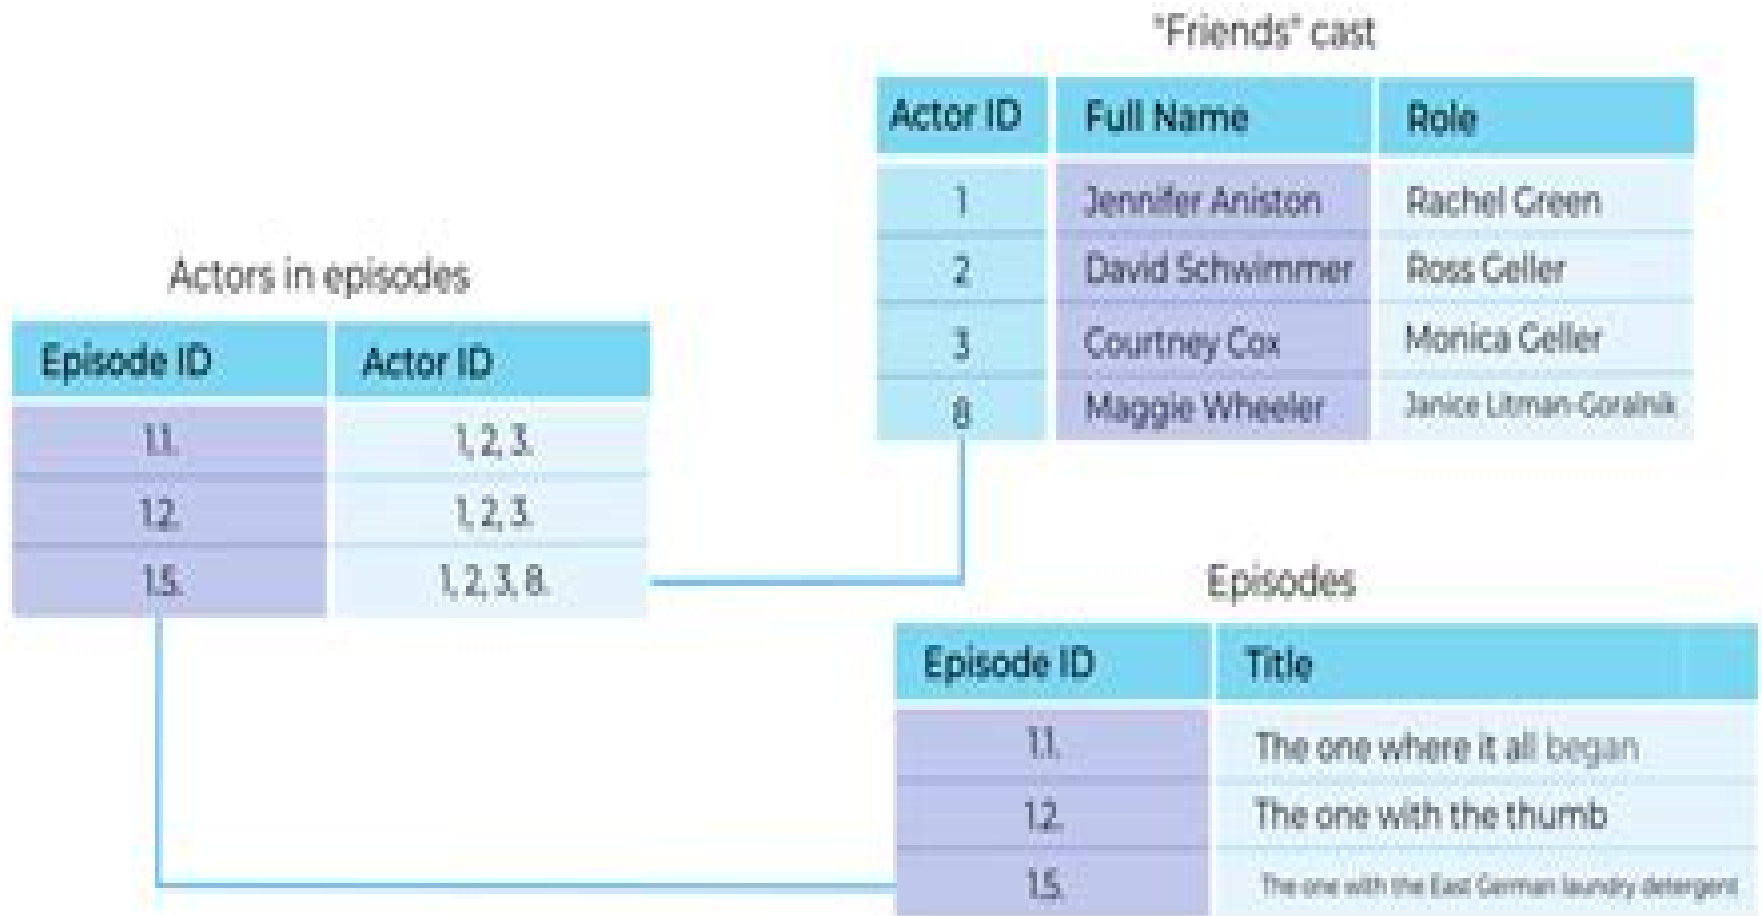 "Friends" cast
Actor ID Full Name Role
1 Jennifer Aniston Rachel Green
2 David Schwimmer Ross Geller
3 Courtney Cox Monica Geller
8 Maggie Wheeler Janice Litman-Goralnik
Actors in episodes
Episode ID Actor ID
1.1. 1, 2, 3.
1.2. 1, 2, 3.
1.5. 1, 2, 3, 8.
Episodes
Episode ID Title
1.1. The one where it all began
1.2. The one with the thumb
1.5. The one with the East German laundry detergent